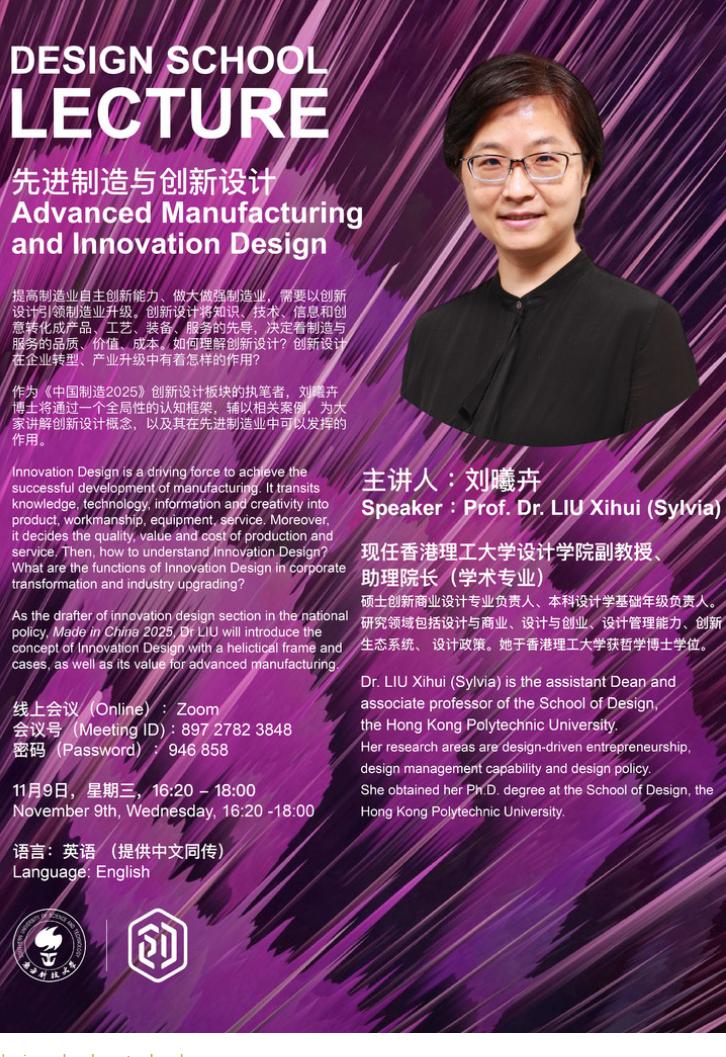 DESIGN SCHOOL
LECTURE
先进制造与创新设计
Advanced Manufacturing
and Innovation Design
提高制造业自主创新能力、做大做强制造业，需要以创新
设计引领制造业升级。创新设计将知识、技术、信息和创
意转化成产品、工艺、装备、服务的先导，决定着制造与
服务的品质、价值、成本。如何理解创新设计？创新设计
在企业转型、产业升级中有着怎样的作用？
作为《中国制造2025》创新设计板块的执笔者，刘曦卉
博士将通过一个全局性的认知框架，辅以相关案例，为大
家讲解创新设计概念，以及其在先进制造业中可以发挥的
作用。
Innovation Design is a driving force to achieve the
successful development of manufacturing. It transits
knowledge, technology, information and creativity into
product, workmanship, equipment, service. Moreover,
it decides the quality, value and cost of production and
service. Then, how to understand Innovation Design?
What are the functions of Innovation Design in corporate
transformation and industry upgrading?
As the drafter of innovation design section in the national
policy, Made in China 2025, Dr LIU will introduce the
concept of Innovation Design with a helictical frame and
cases, as well as its value for advanced manufacturing.
线上会议（Online）：Zoom
会议号（Meeting ID)：897 2782 3848
密码（Password）：946 858
11月9日，星期三，16:20 – 18:00
November 9th, Wednesday, 16:20 -18:00
语言：英语 （提供中文同传）
Language: English
主讲人：刘曦卉
Speaker：Prof. Dr. LIU Xihui (Sylvia)
现任香港理工大学设计学院副教授、
助理院长（学术专业）
硕士创新商业设计专业负责人、本科设计学基础年级负责人。
研究领域包括设计与商业、设计与创业、设计管理能力、创新
生态系统、 设计政策。她于香港理工大学获哲学博士学位。
Dr. LIU Xihui (Sylvia) is the assistant Dean and
associate professor of the School of Design,
the Hong Kong Polytechnic University.
Her research areas are design-driven entrepreneurship,
design management capability and design policy.
She obtained her Ph.D. degree at the School of Design, the
Hong Kong Polytechnic University.
SOUTHERN UNIVERSITY OF SCIENCE AND TECHNOLOGY
南方科技大学